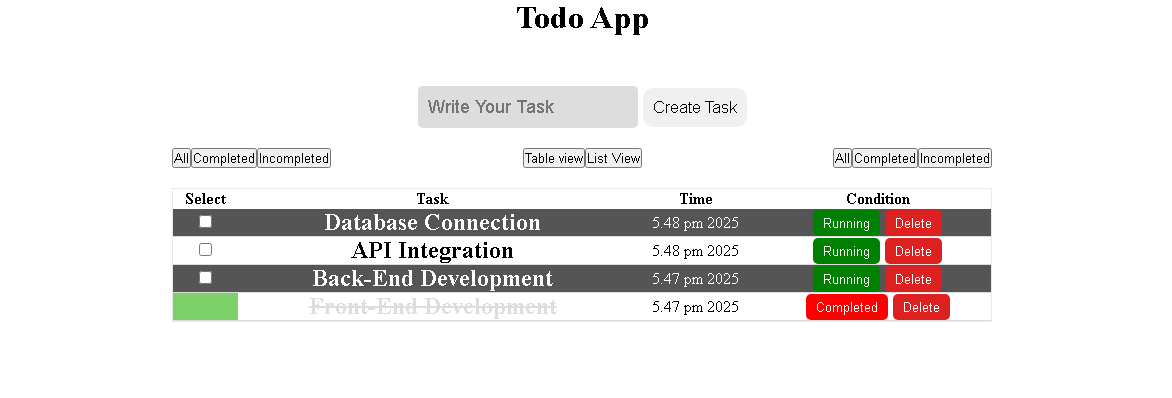 Todo App
Write Your Task Create Task
All Completed Incompleted Table view List View All Completed Incompleted
Select Task Time Condition
Database Connection 5.48 pm 2025 Running Delete
API Integration 5.48 pm 2025 Running Delete
Back-End Development 5.47 pm 2025 Running Delete
Front-End Development 5.47 pm 2025 Completed Delete